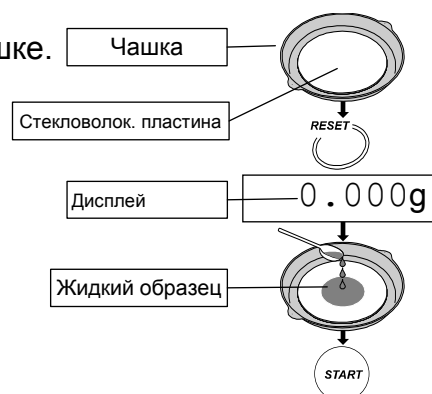 шке.
Чашка
Стекловолок. пластина
RESET
Дисплей
0.000g
Жидкий образец
START